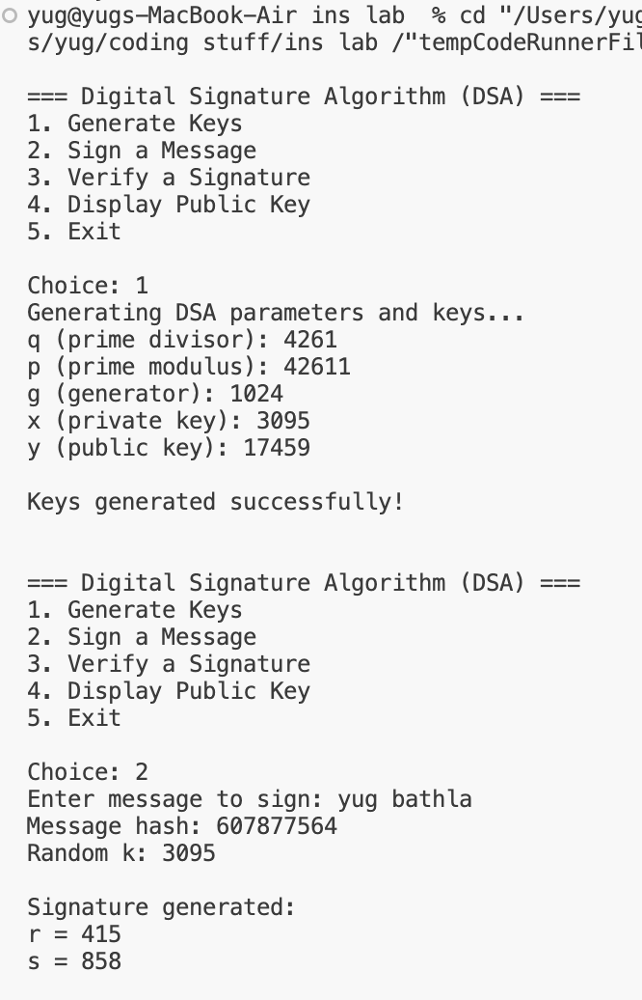 yug@yugs-MacBook-Air ins lab  % cd "/Users/yug
s/yug/coding stuff/ins lab /"tempCodeRunnerFil
=== Digital Signature Algorithm (DSA) ===
1. Generate Keys
2. Sign a Message
3. Verify a Signature
4. Display Public Key
5. Exit
Choice: 1
Generating DSA parameters and keys...
q (prime divisor): 4261
p (prime modulus): 42611
g (generator): 1024
x (private key): 3095
y (public key): 17459
Keys generated successfully!
=== Digital Signature Algorithm (DSA) ===
1. Generate Keys
2. Sign a Message
3. Verify a Signature
4. Display Public Key
5. Exit
Choice: 2
Enter message to sign: yug bathla
Message hash: 607877564
Random k: 3095
Signature generated:
r = 415
s = 858